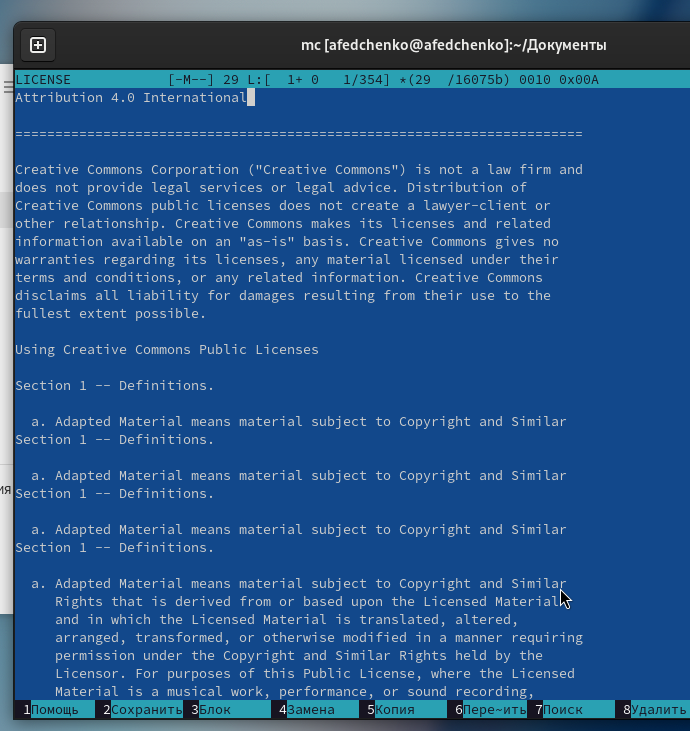 mc [afedchenko@afedchenko]:~/Документы
LICENSE [-M--] 29 L:[ 1+ 0 1/354] *(29 /16075b) 0010 0x00A
Attribution 4.0 International
=======================================================================
Creative Commons Corporation ("Creative Commons") is not a law firm and
does not provide legal services or legal advice. Distribution of
Creative Commons public licenses does not create a lawyer-client or
other relationship. Creative Commons makes its licenses and related
information available on an "as-is" basis. Creative Commons gives no
warranties regarding its licenses, any material licensed under their
terms and conditions, or any related information. Creative Commons
disclaims all liability for damages resulting from their use to the
fullest extent possible.
Using Creative Commons Public Licenses
Section 1 -- Definitions.
a. Adapted Material means material subject to Copyright and Similar
Section 1 -- Definitions.
a. Adapted Material means material subject to Copyright and Similar
Section 1 -- Definitions.
a. Adapted Material means material subject to Copyright and Similar
Section 1 -- Definitions.
a. Adapted Material means material subject to Copyright and Similar
Rights that is derived from or based upon the Licensed Material
and in which the Licensed Material is translated, altered,
arranged, transformed, or otherwise modified in a manner requiring
permission under the Copyright and Similar Rights held by the
Licensor. For purposes of this Public License, where the Licensed
Material is a musical work, performance, or sound recording,
1Помощь 2Сохранить 3Блок 4Замена 5Копия 6Пере~ить 7Поиск 8Удалить